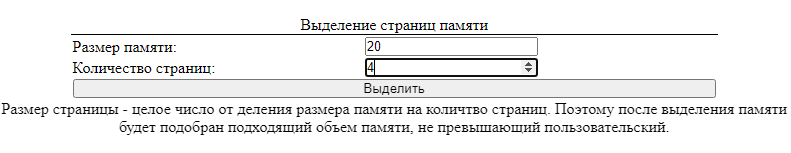 Выделение страниц памяти
Размер памяти: 20
Количество страниц: 4
Выделить
Размер страницы - целое число от деления размера памяти на количтво страниц. Поэтому после выделения памяти
будет подобран подходящий объем памяти, не превышающий пользовательский.